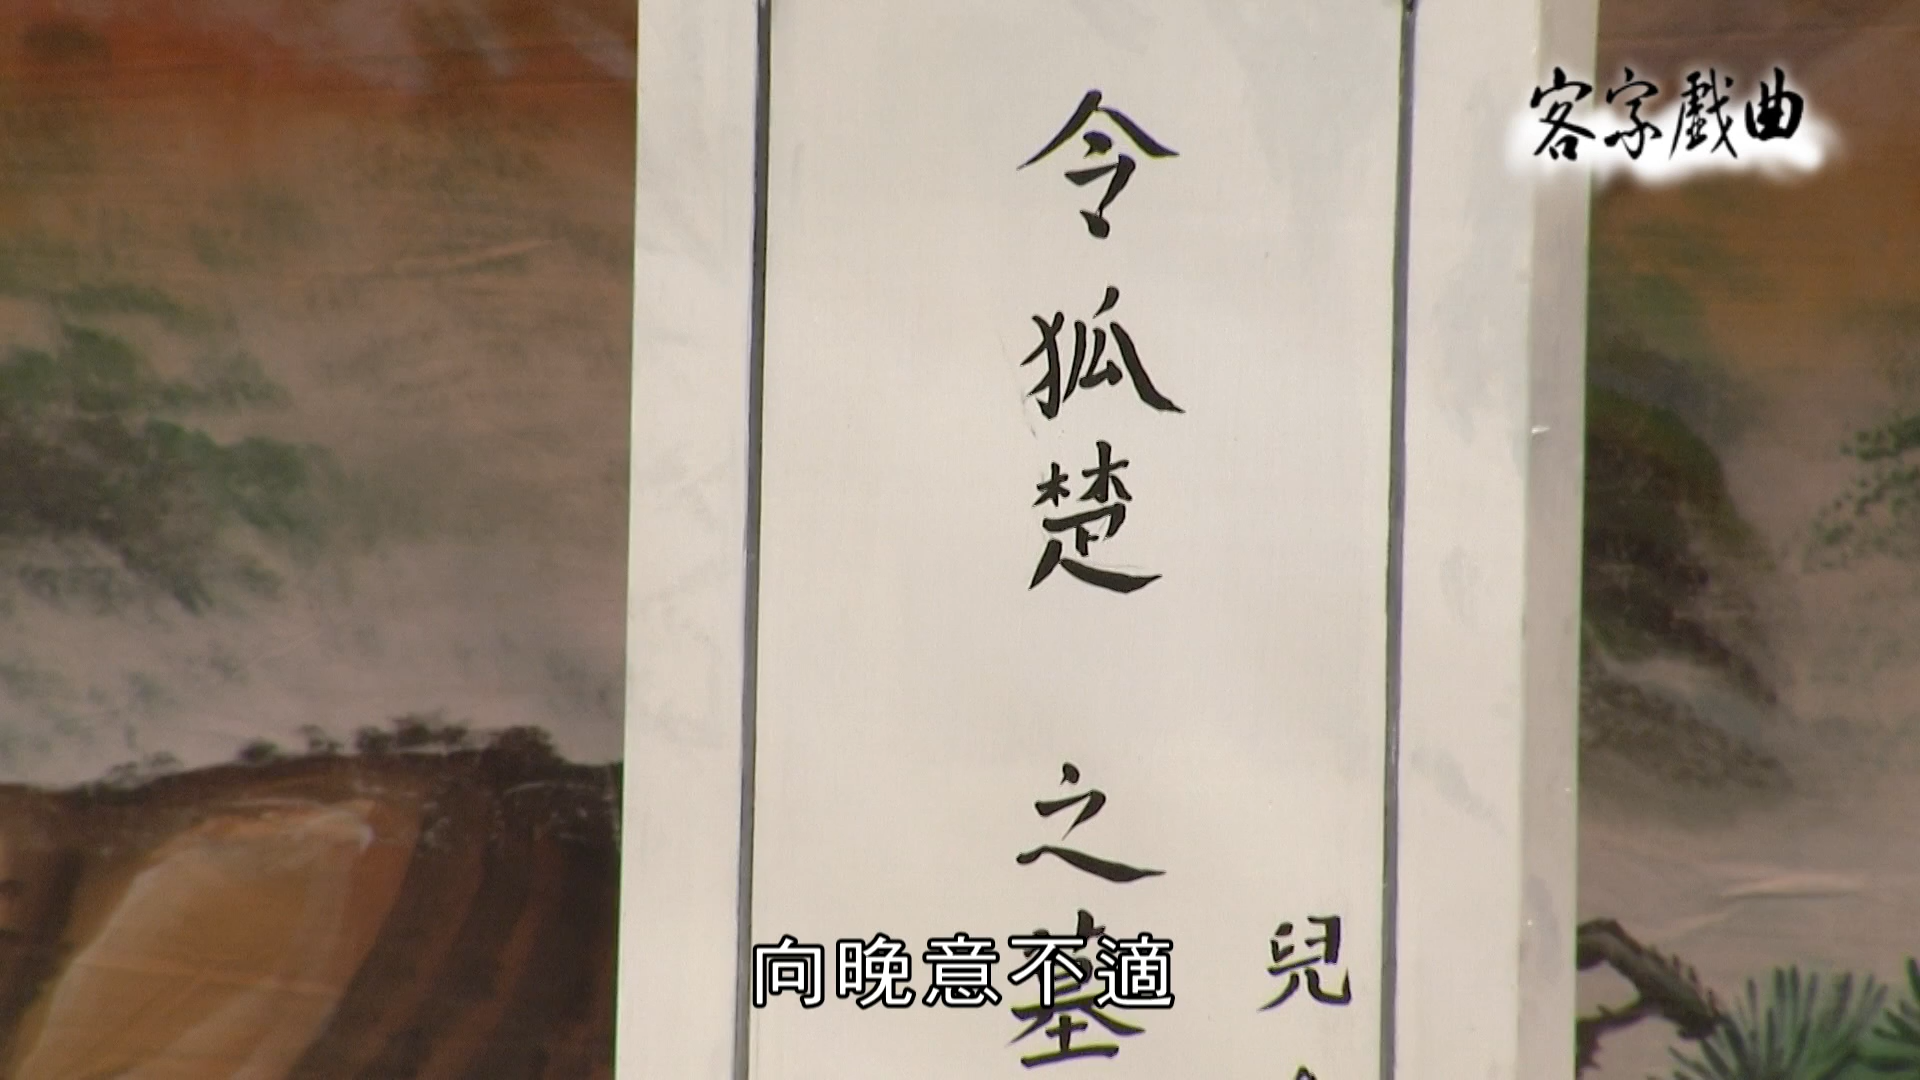 客家戲曲
令狐楚 之墓
兒
向晚意不適